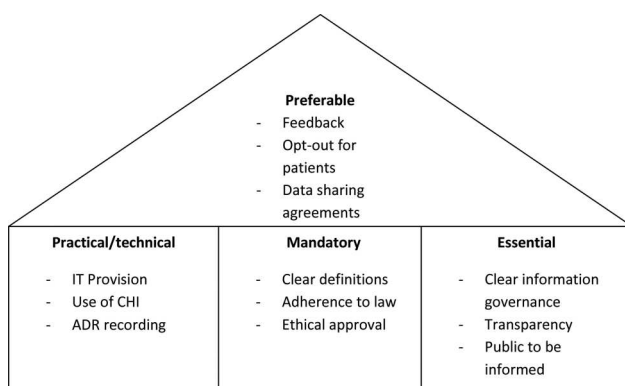 Preferable
- Feedback
- Opt-out for
patients
- Data sharing
agreements
Practical/technical
- IT Provision
- Use of CHI
- ADR recording
Mandatory
- Clear definitions
- Adherence to law
- Ethical approval
Essential
- Clear information
governance
- Transparency
- Public to be
informed